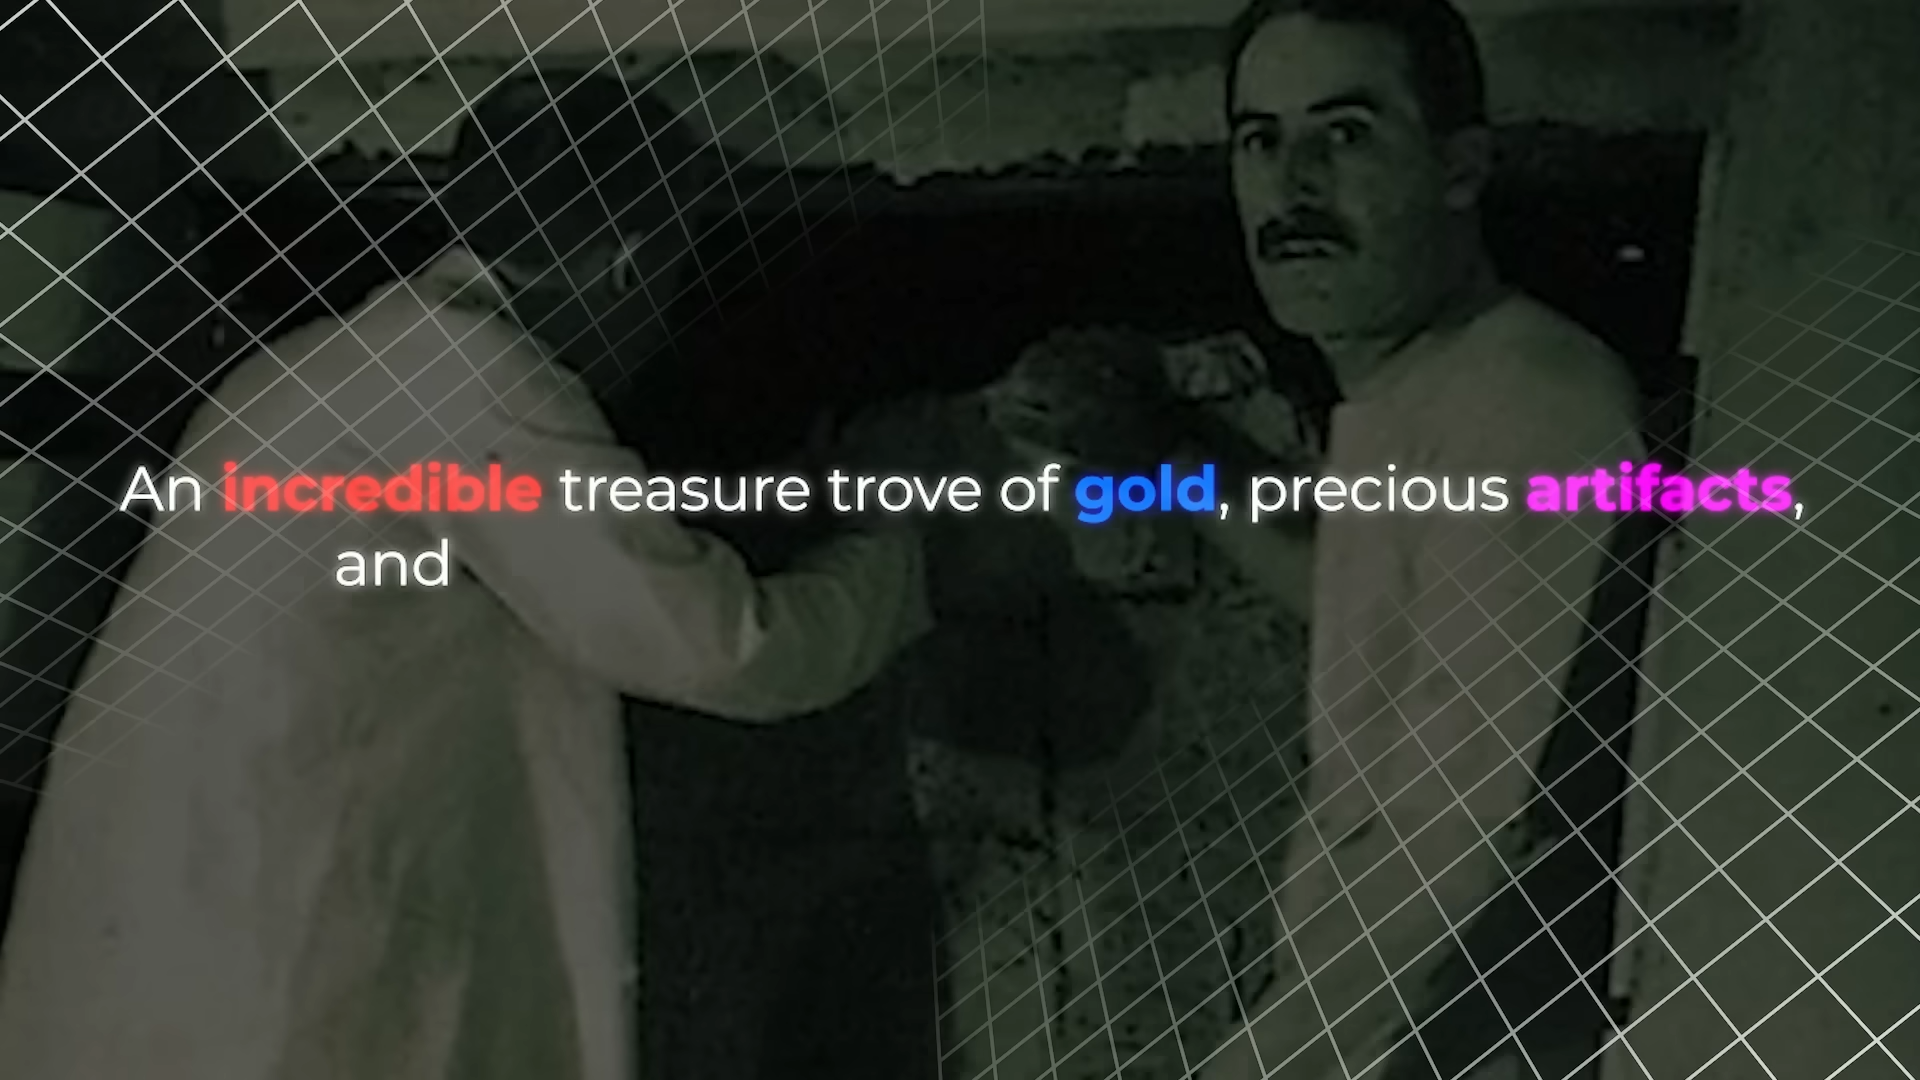 An incredible treasure trove of gold, precious artifacts,
and